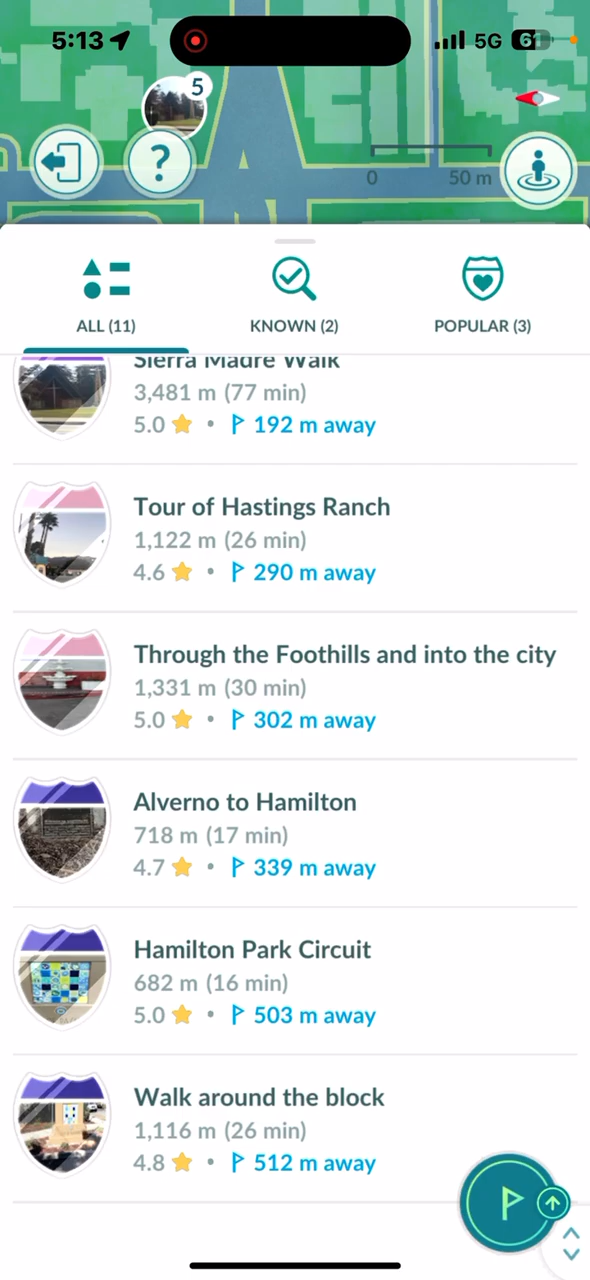 5:13
5G
61
5
?
0
50 m
ALL (11)
KNOWN (2)
POPULAR (3)
Sierra Madre Walk
3,481 m (77 min)
5.0 • 192 m away
Tour of Hastings Ranch
1,122 m (26 min)
4.6 • 290 m away
Through the Foothills and into the city
1,331 m (30 min)
5.0 • 302 m away
Alverno to Hamilton
718 m (17 min)
4.7 • 339 m away
Hamilton Park Circuit
682 m (16 min)
5.0 • 503 m away
Walk around the block
1,116 m (26 min)
4.8 • 512 m away